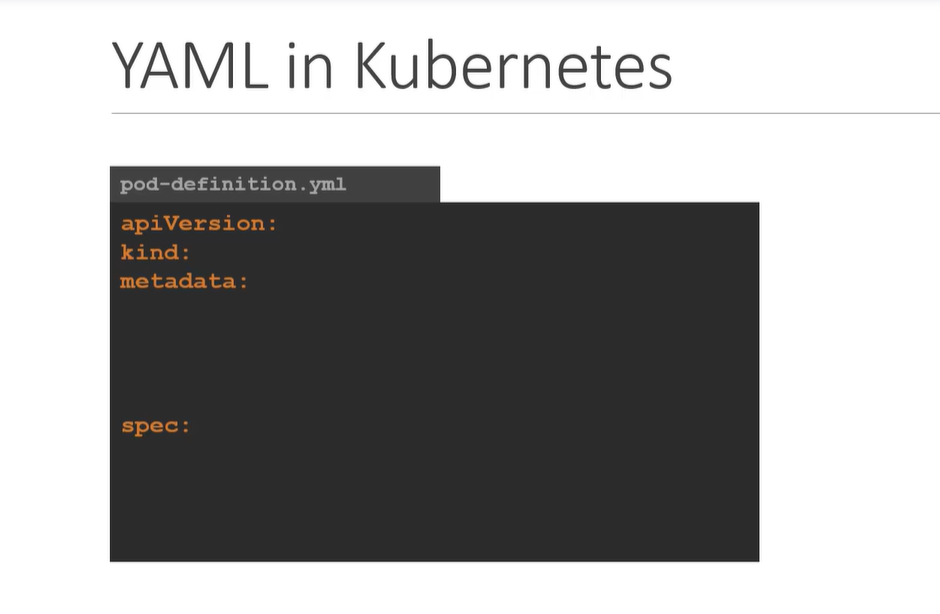 YAML in Kubernetes
pod-definition.yml
apiVersion:
kind:
metadata:
spec: